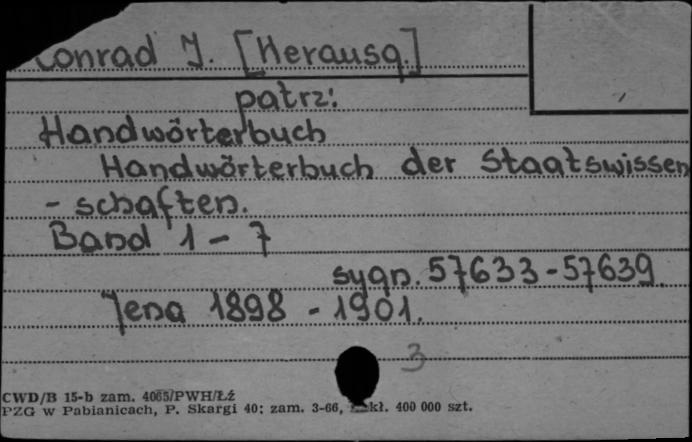 Conrad J. [Herausg.]
patrz:
Handwörterbuch
Handwörterbuch der Staatswissen
- schaften.
Band 1 - 7
sygn. 57633-57639.
Jena 1898 - 1901.
3
CWD/B 15-b zam. 4065/PWH/Łź
PZG w Pabianicach, P. Skargi 40; zam. 3-66, kł. 400 000 szt.